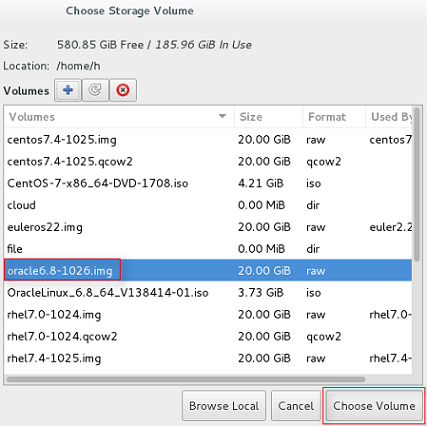 Choose Storage Volume
Size: 580.85 GiB Free / 185.96 GiB In Use
Location: /home/h
Volumes
Volumes Size Format Used By
centos7.4-1025.img 20.00 GiB raw centos7
centos7.4-1025.qcow2 20.00 GiB qcow2
CentOS-7-x86_64-DVD-1708.iso 4.21 GiB iso
cloud 0.00 MiB dir
euleros22.img 20.00 GiB raw euler2.2
file 0.00 MiB dir
oracle6.8-1026.img 20.00 GiB raw
OracleLinux_6.8_64_V138414-01.iso 3.73 GiB iso
rhel7.0-1024.img 20.00 GiB raw rhel7.0-
rhel7.0-1024.qcow2 20.00 GiB qcow2
rhel7.4-1025.img 20.00 GiB raw rhel7.4-
Browse Local Cancel Choose Volume